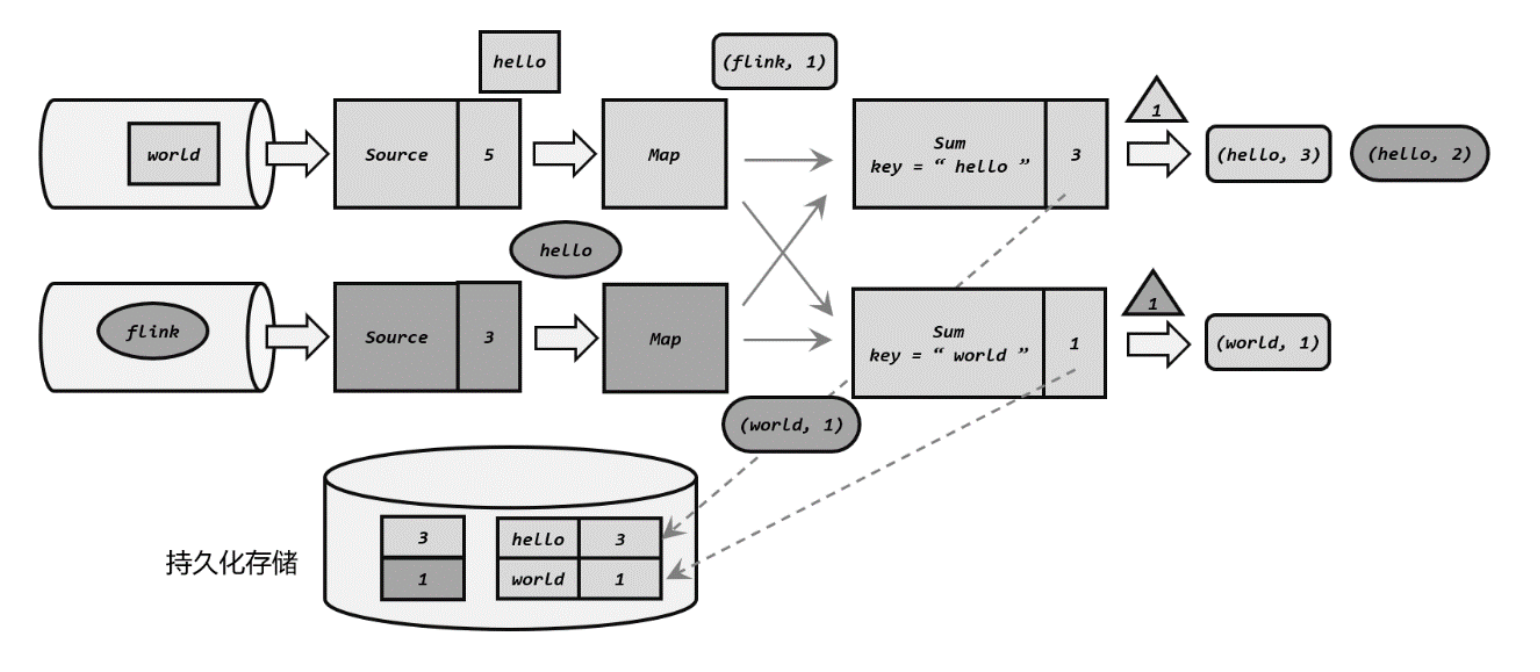 hello
(flink, 1)
world
Source
5
Map
Sum
key = “ hello ”
3
1
(hello, 3)
(hello, 2)
hello
flink
Source
3
Map
Sum
key = “ world ”
1
1
(world, 1)
(world, 1)
持久化存储
3
hello
3
1
world
1